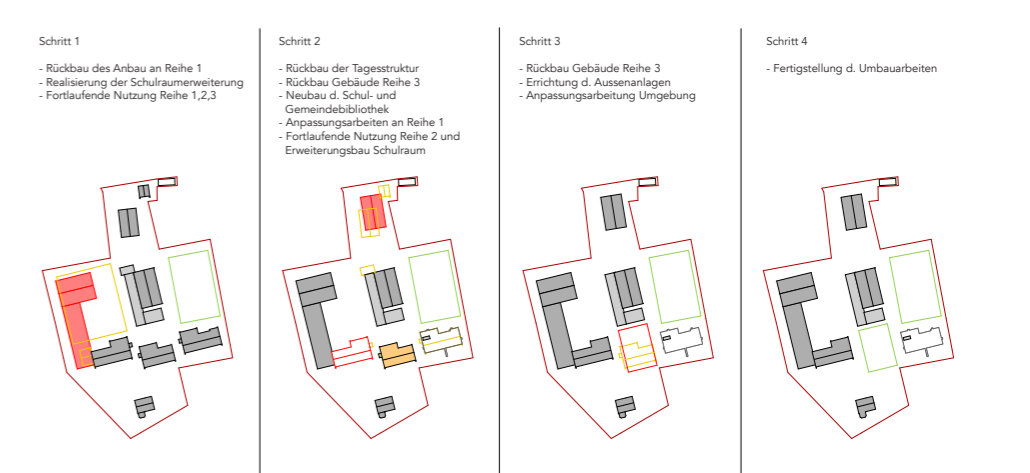 Schritt 1
- Rückbau des Anbau an Reihe 1
- Realisierung der Schulraumerweiterung
- Fortlaufende Nutzung Reihe 1,2,3
Schritt 2
- Rückbau der Tagesstruktur
- Rückbau Gebäude Reihe 3
- Neubau d. Schul- und
Gemeindebibliothek
- Anpassungsarbeiten an Reihe 1
- Fortlaufende Nutzung Reihe 2 und
Erweiterungsbau Schulraum
Schritt 3
- Rückbau Gebäude Reihe 3
- Errichtung d. Aussenanlagen
- Anpassungsarbeitung Umgebung
Schritt 4
- Fertigstellung d. Umbauarbeiten